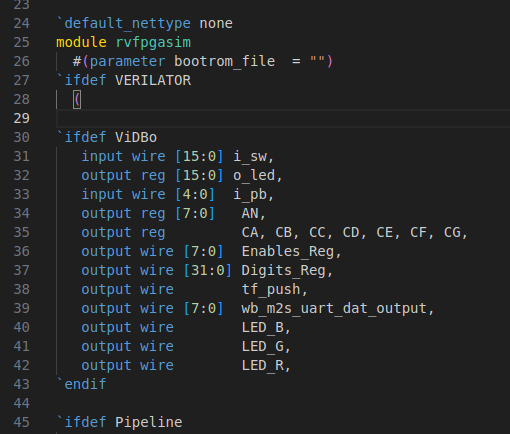 23
24 `default_nettype none
25 module rvfpgasim
26   #(parameter bootrom_file  = "")
27 `ifdef VERILATOR
28   (
29
30 `ifdef ViDBo
31    input wire [15:0] i_sw,
32    output reg [15:0] o_led,
33    input wire [4:0]  i_pb,
34    output reg [7:0]   AN,
35    output reg         CA, CB, CC, CD, CE, CF, CG,
36    output wire [7:0]  Enables_Reg,
37    output wire [31:0] Digits_Reg,
38    output wire        tf_push,
39    output wire [7:0]  wb_m2s_uart_dat_output,
40    output wire        LED_B,
41    output wire        LED_G,
42    output wire        LED_R,
43 `endif
44
45 `ifdef Pipeline